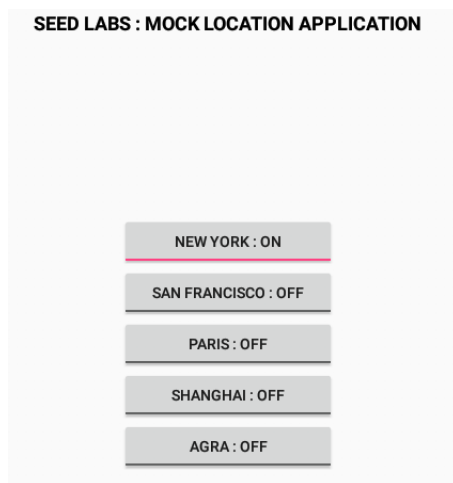 SEED LABS : MOCK LOCATION APPLICATION
NEW YORK : ON
SAN FRANCISCO : OFF
PARIS : OFF
SHANGHAI : OFF
AGRA : OFF